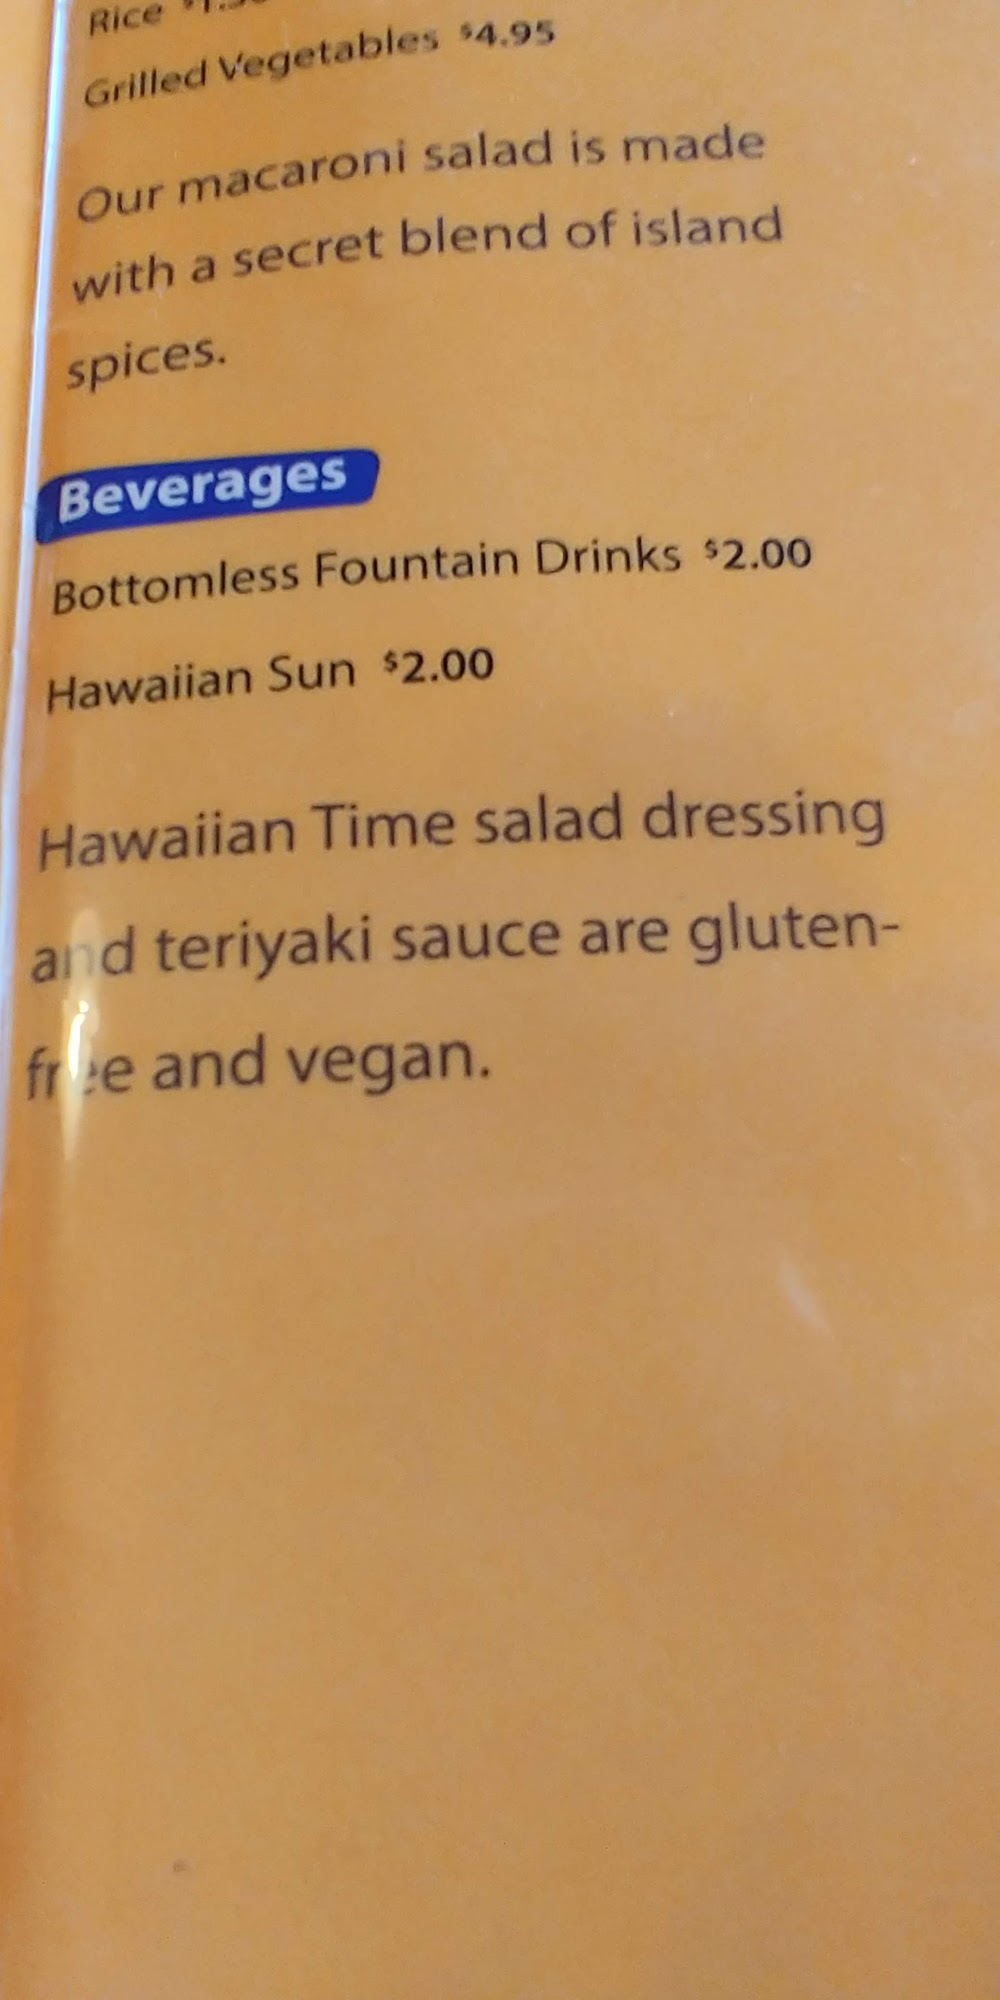 Rice
Grilled Vegetables $4.95
Our macaroni salad is made
with a secret blend of island
spices.
Beverages
Bottomless Fountain Drinks $2.00
Hawaiian Sun $2.00
Hawaiian Time salad dressing
and teriyaki sauce are gluten-
free and vegan.